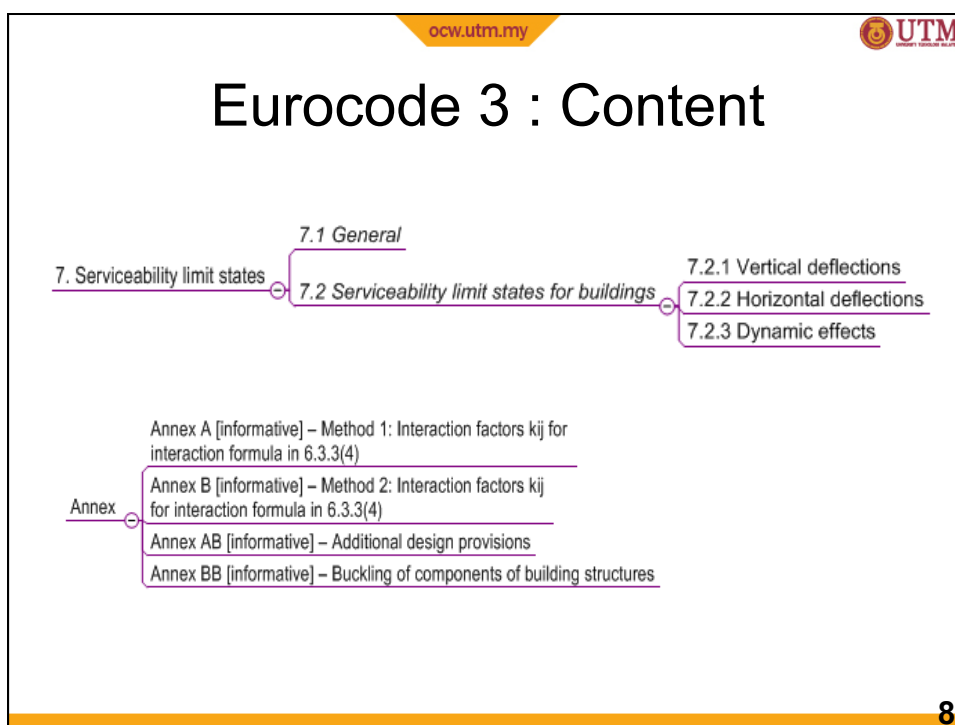 ocw.utm.my
UTM
Eurocode 3 : Content
7. Serviceability limit states
7.1 General
7.2 Serviceability limit states for buildings
7.2.1 Vertical deflections
7.2.2 Horizontal deflections
7.2.3 Dynamic effects
Annex
Annex A [informative] – Method 1: Interaction factors kij for
interaction formula in 6.3.3(4)
Annex B [informative] – Method 2: Interaction factors kij
for interaction formula in 6.3.3(4)
Annex AB [informative] – Additional design provisions
Annex BB [informative] – Buckling of components of building structures
8